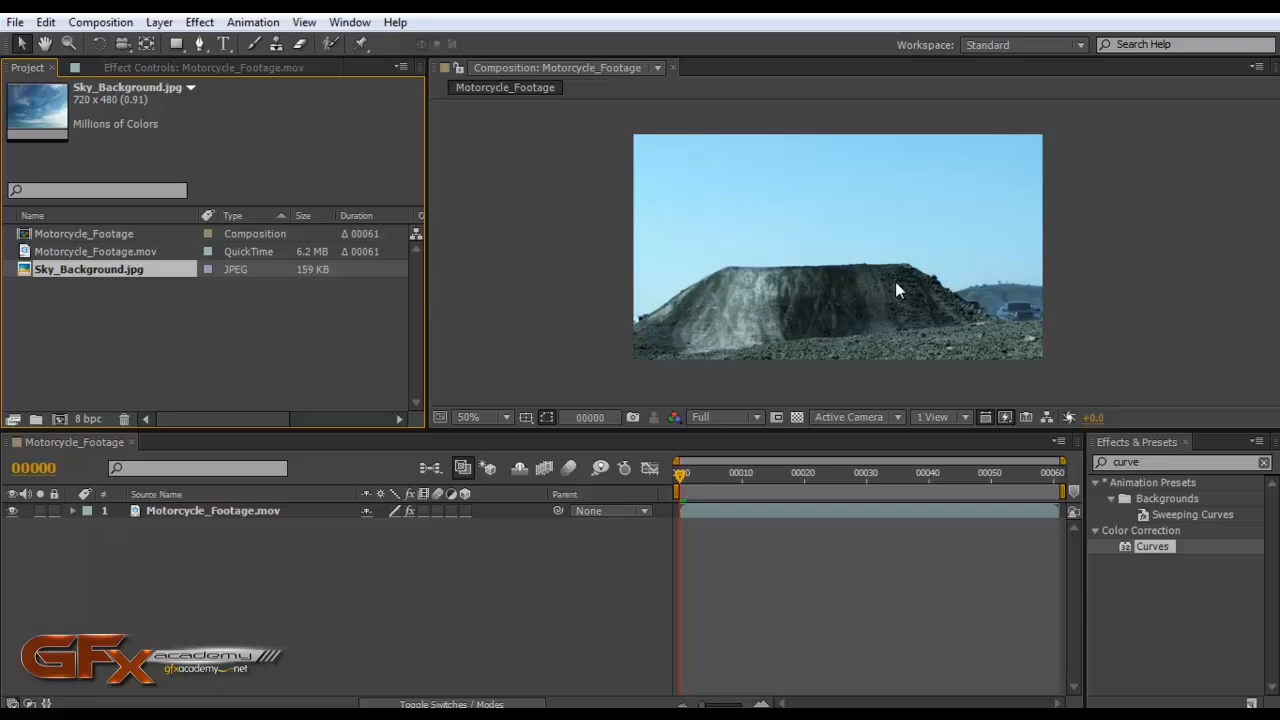 File Edit Composition Layer Effect Animation View Window Help
Workspace: Standard Search Help
Project Effect Controls: Motorcycle_Footage.mov
Composition: Motorcycle_Footage
Motorcycle_Footage
Sky_Background.jpg
720 x 480 (0.91)
Millions of Colors
Name Type Size Duration
Motorcycle_Footage Composition Δ 00061
Motorcycle_Footage.mov QuickTime 6.2 MB Δ 00061
Sky_Background.jpg JPEG 159 KB
8 bpc
50% 00000 Full Active Camera 1 View +0.0
Motorcycle_Footage
00000
# Source Name Parent
1 Motorcycle_Footage.mov None
00010 00020 00030 00040 00050 00060
Effects & Presets
curve
* Animation Presets
Backgrounds
Sweeping Curves
Color Correction
32 Curves
GFx academy
gfxacademy.net
Toggle Switches / Modes